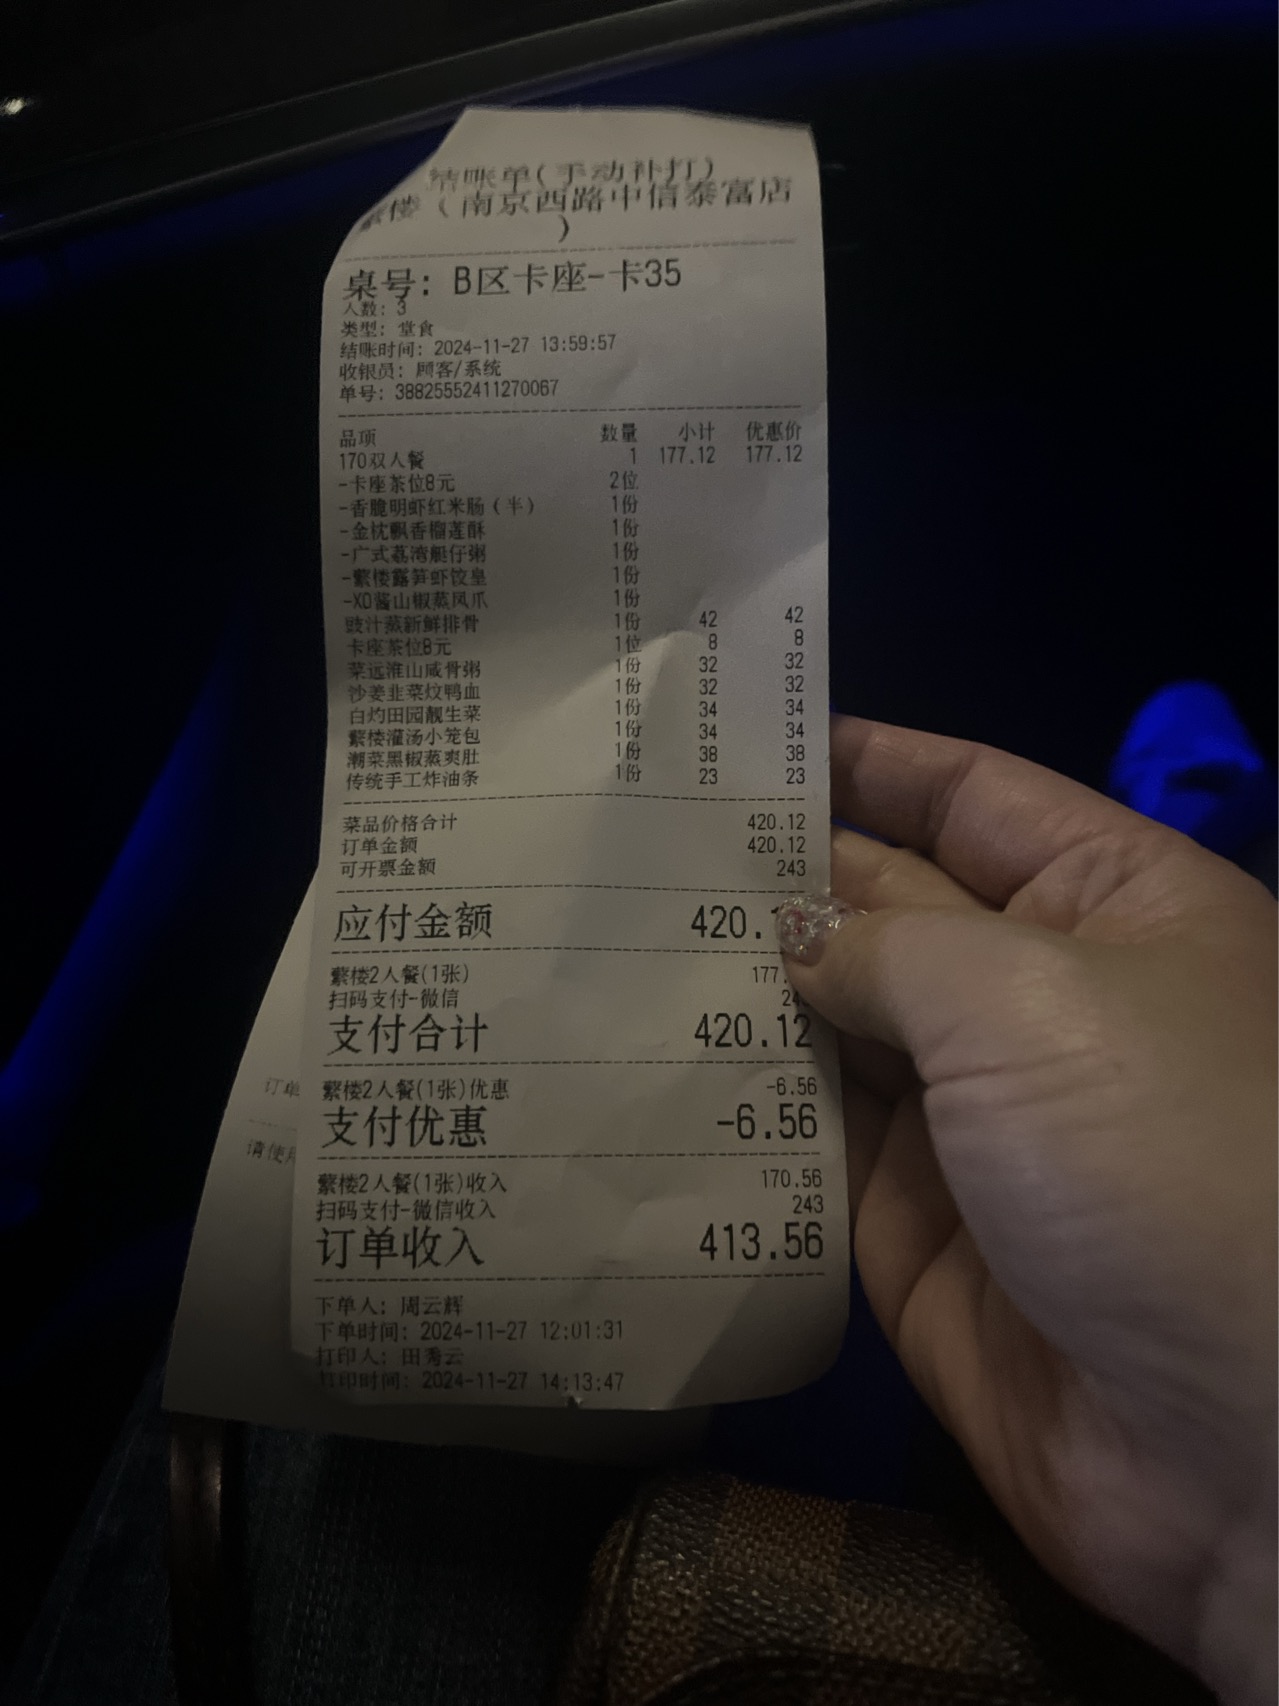 结账单(手动补打)
繁楼（南京西路中信泰富店
）
桌号: B区卡座-卡35
人数: 3
类型: 堂食
结账时间: 2024-11-27 13:59:57
收银员: 顾客/系统
单号: 38825552411270067
品项 数量 小计 优惠价
170双人餐 1 177.12 177.12
-卡座茶位8元 2位
-香脆明虾红米肠（半） 1份
-金枕飘香榴莲酥 1份
-广式荔湾艇仔粥 1份
-繁楼露笋虾饺皇 1份
-XO酱山椒蒸凤爪 1份
豉汁蒸新鲜排骨 1份 42 42
卡座茶位8元 1位 8 8
菜远淮山咸骨粥 1份 32 32
沙姜韭菜炆鸭血 1份 32 32
白灼田园靓生菜 1份 34 34
繁楼灌汤小笼包 1份 34 34
潮菜黑椒蒸爽肚 1份 38 38
传统手工炸油条 1份 23 23
菜品价格合计 420.12
订单金额 420.12
可开票金额 243
应付金额 420.
繁楼2人餐(1张) 177.
扫码支付-微信 24
支付合计 420.12
繁楼2人餐(1张)优惠 -6.56
支付优惠 -6.56
繁楼2人餐(1张)收入 170.56
扫码支付-微信收入 243
订单收入 413.56
下单人: 周云辉
下单时间: 2024-11-27 12:01:31
打印人: 田秀云
打印时间: 2024-11-27 14:13:47
订单
请使用